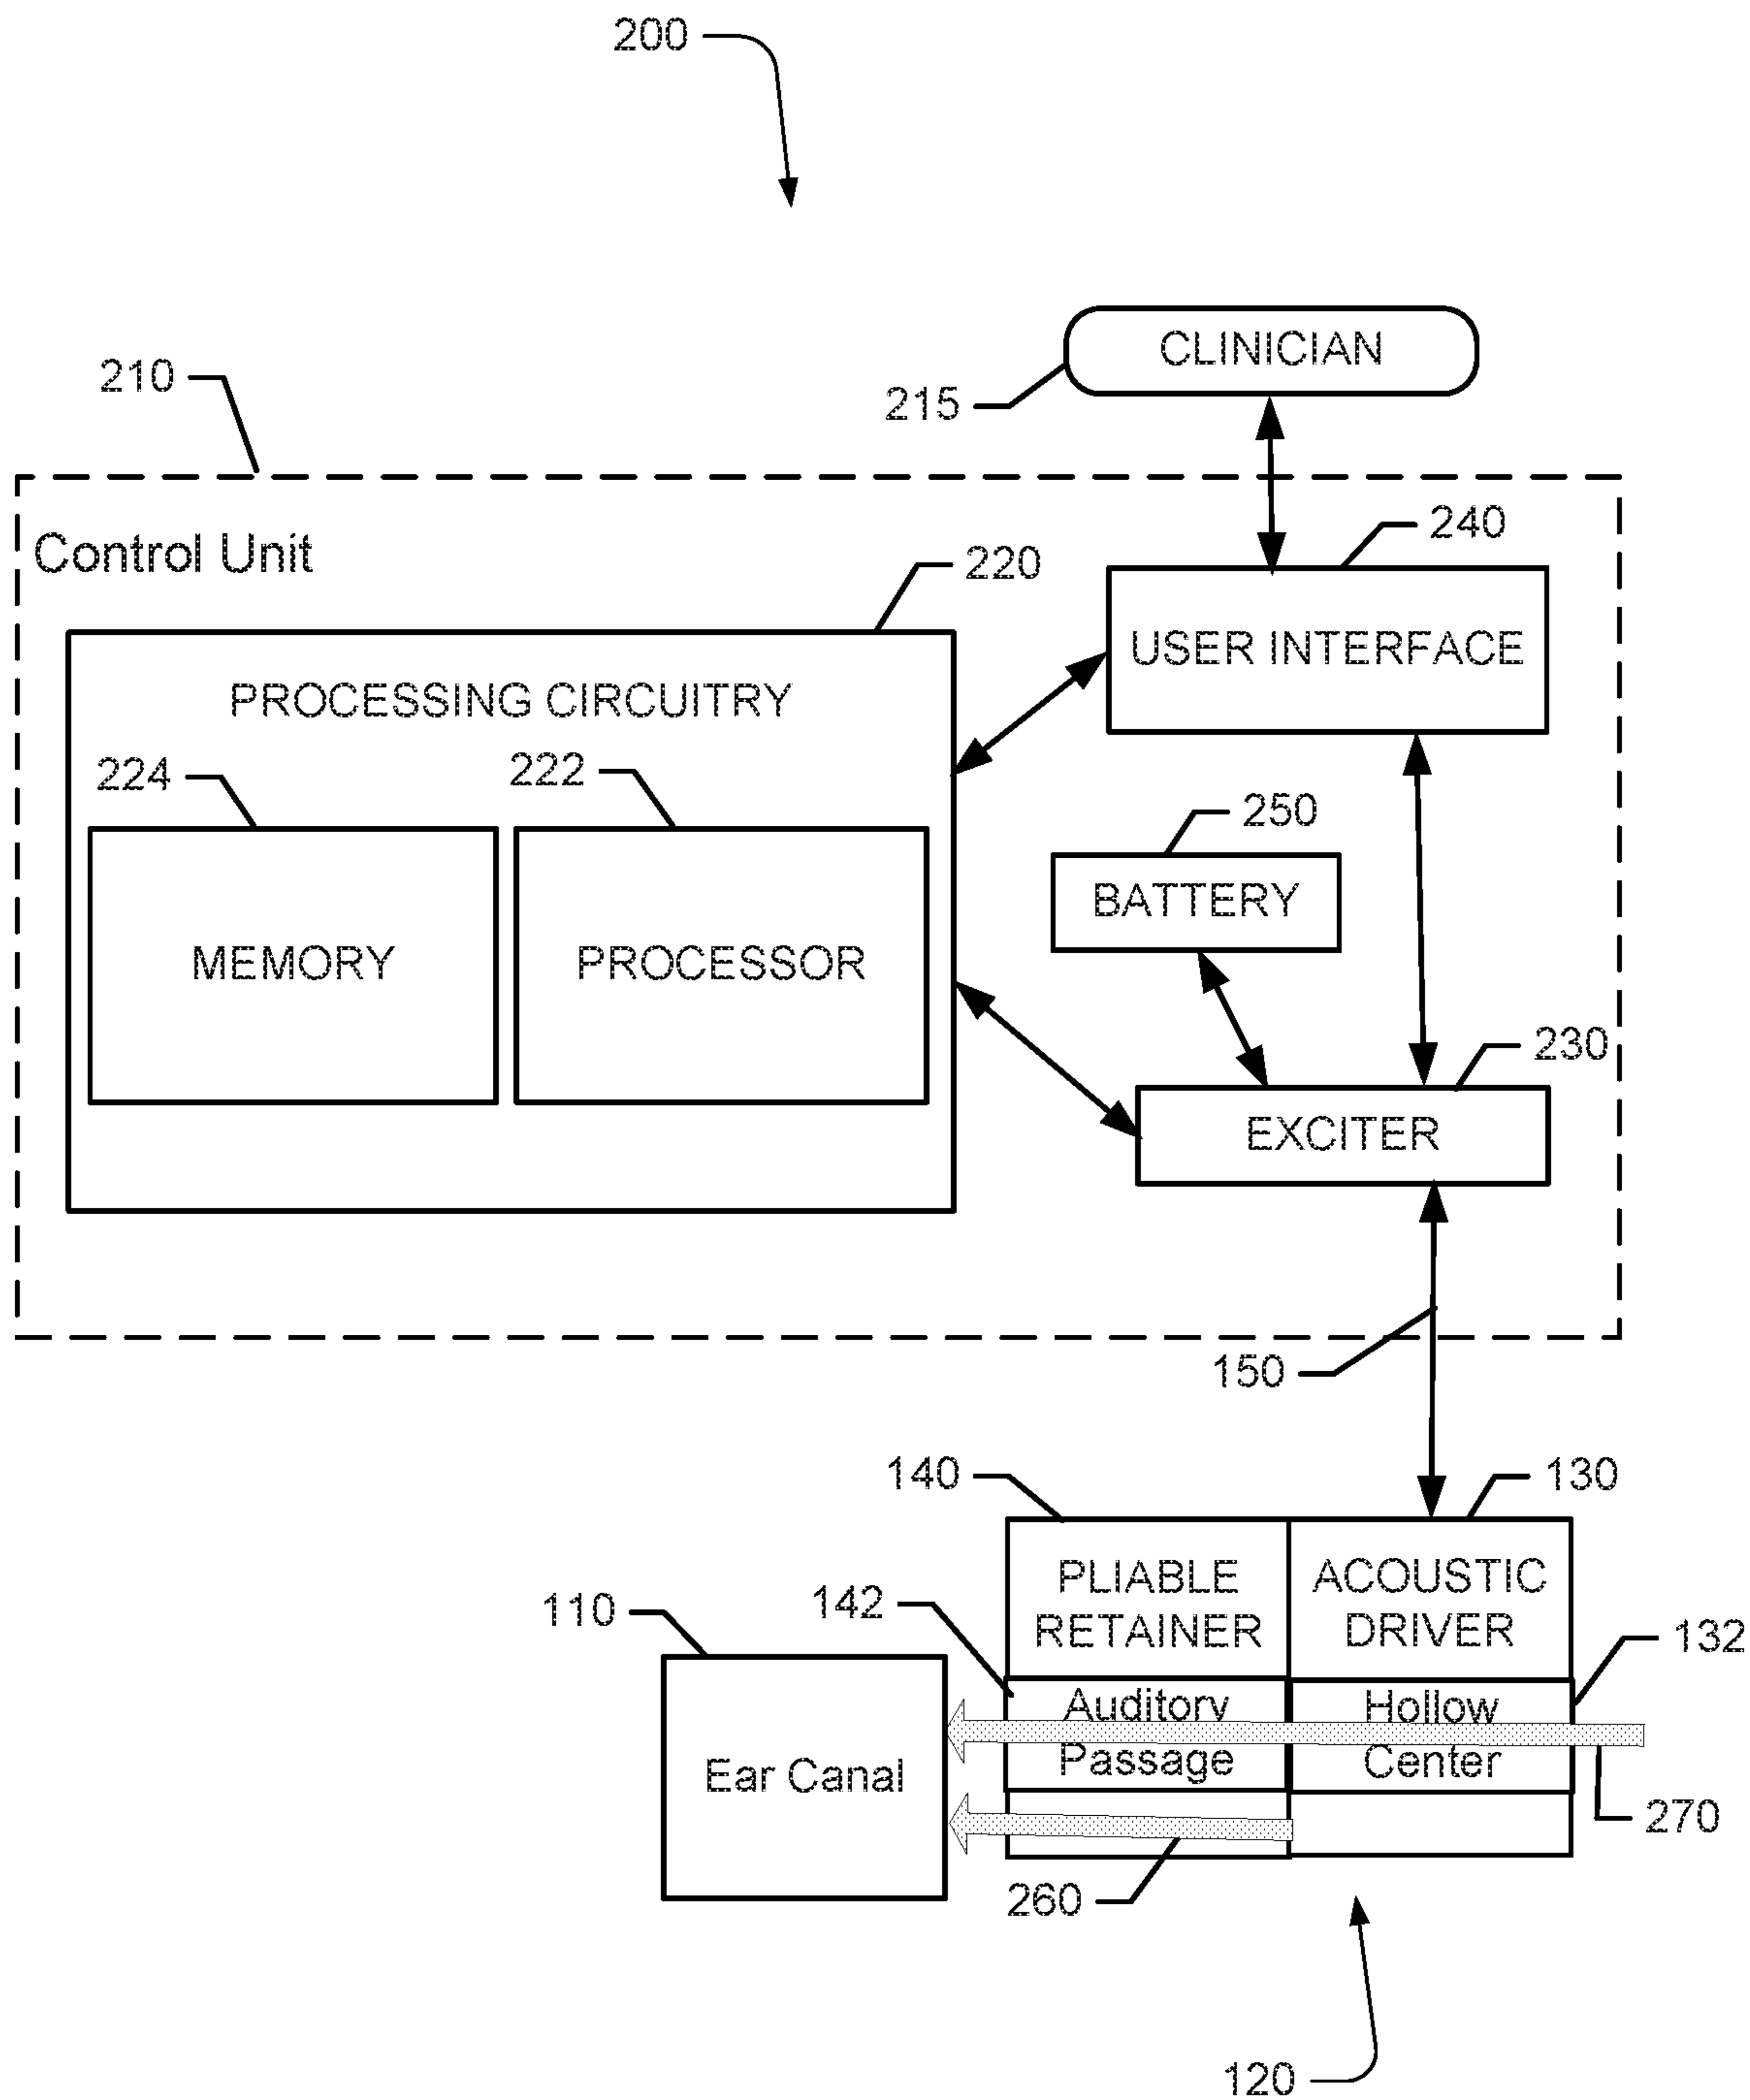 200
CLINICIAN
215
210
Control Unit
240
220
USER INTERFACE
PROCESSING CIRCUITRY
224
222
250
BATTERY
MEMORY
PROCESSOR
230
EXCITER
150
140
130
PLIABLE
RETAINER
ACOUSTIC
DRIVER
142
110
132
Auditory
Passage
Hollow
Center
Ear Canal
270
260
120